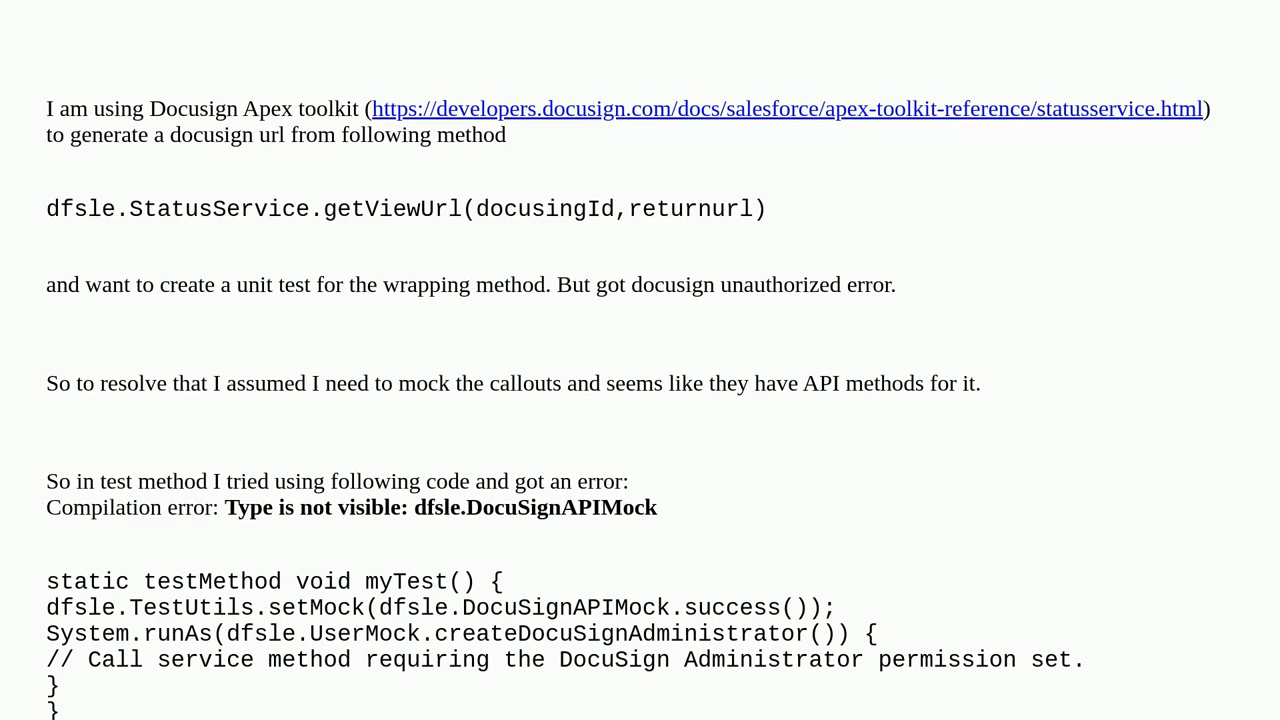 I am using Docusign Apex toolkit (https://developers.docusign.com/docs/salesforce/apex-toolkit-reference/statusservice.html)
to generate a docusign url from following method
dfsle.StatusService.getViewUrl(docusingId,returnurl)
and want to create a unit test for the wrapping method. But got docusign unauthorized error.
So to resolve that I assumed I need to mock the callouts and seems like they have API methods for it.
So in test method I tried using following code and got an error:
Compilation error: Type is not visible: dfsle.DocuSignAPIMock
static testMethod void myTest() {
dfsle.TestUtils.setMock(dfsle.DocuSignAPIMock.success());
System.runAs(dfsle.UserMock.createDocuSignAdministrator()) {
// Call service method requiring the DocuSign Administrator permission set.
}
}